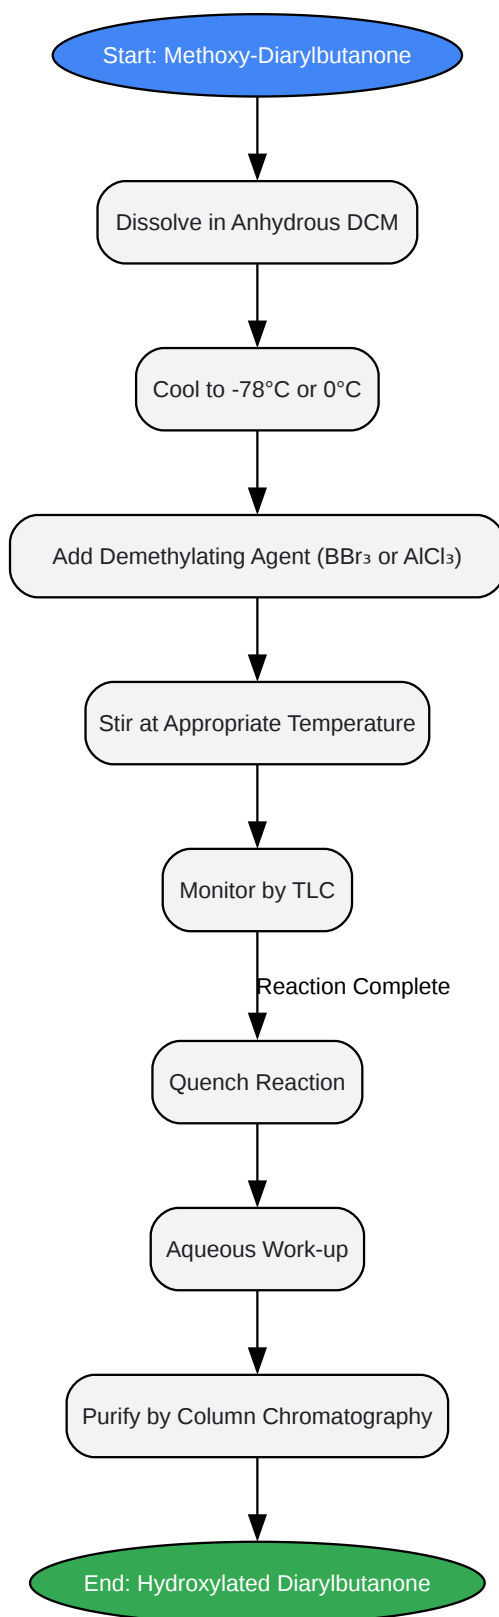 Start: Methoxy-Diarylbutanone
Dissolve in Anhydrous DCM
Cool to -78°C or 0°C
Add Demethylating Agent (BBr₃ or AlCl₃)
Stir at Appropriate Temperature
Monitor by TLC
Reaction Complete
Quench Reaction
Aqueous Work-up
Purify by Column Chromatography
End: Hydroxylated Diarylbutanone